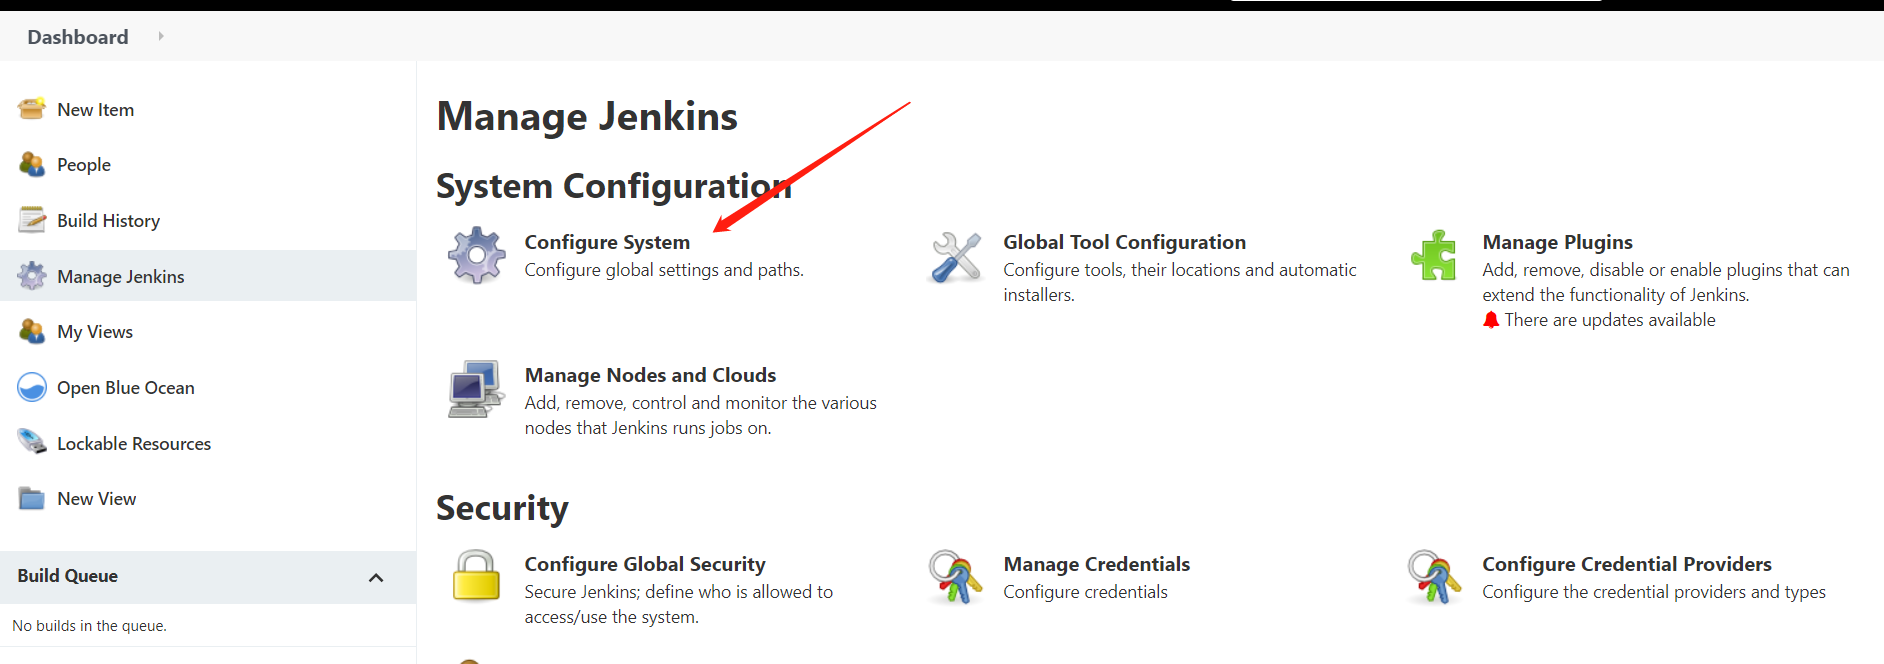 Dashboard
New Item
People
Build History
Manage Jenkins
My Views
Open Blue Ocean
Lockable Resources
New View
Build Queue
No builds in the queue.
Manage Jenkins
System Configuration
Configure System
Configure global settings and paths.
Global Tool Configuration
Configure tools, their locations and automatic
installers.
Manage Plugins
Add, remove, disable or enable plugins that can
extend the functionality of Jenkins.
There are updates available
Manage Nodes and Clouds
Add, remove, control and monitor the various
nodes that Jenkins runs jobs on.
Security
Configure Global Security
Secure Jenkins; define who is allowed to
access/use the system.
Manage Credentials
Configure credentials
Configure Credential Providers
Configure the credential providers and types